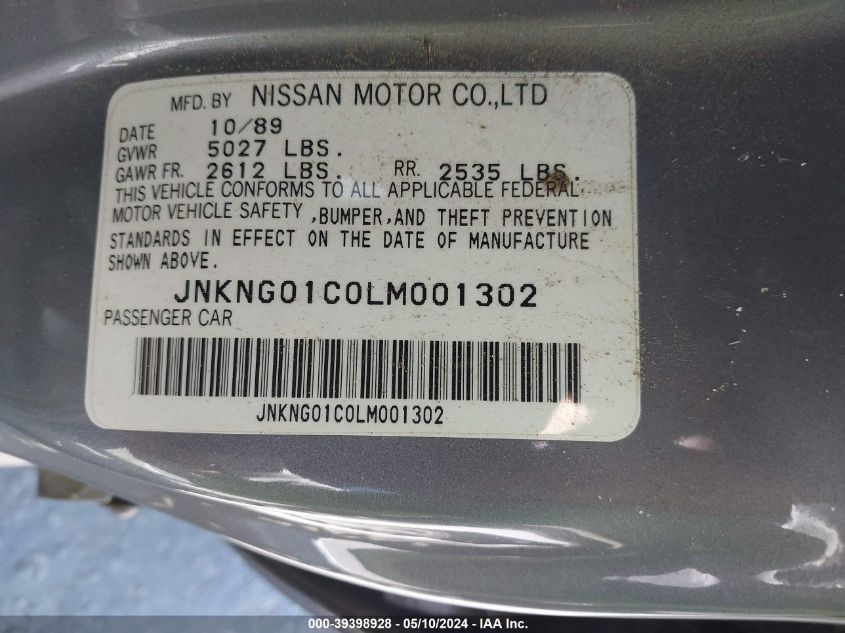 MFD. BY NISSAN MOTOR CO.,LTD
DATE 10/89
GVWR 5027 LBS.
GAWR FR. 2612 LBS. RR. 2535 LBS.
THIS VEHICLE CONFORMS TO ALL APPLICABLE FEDERAL
MOTOR VEHICLE SAFETY ,BUMPER,AND THEFT PREVENTION
STANDARDS IN EFFECT ON THE DATE OF MANUFACTURE
SHOWN ABOVE.
JNKNG01C0LM001302
PASSENGER CAR
JNKNG01C0LM001302
000-39398928 - 05/10/2024 - IAA Inc.